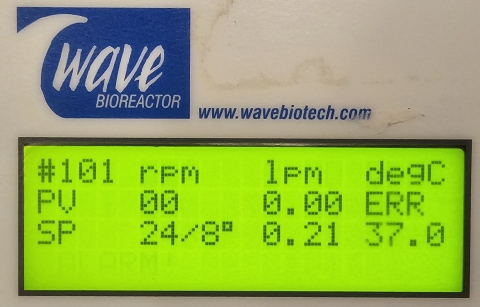 wave
BIOREACTOR
www.wavebiotech.com
#101 rpm lpm degC
PV 00 0.00 ERR
SP 24/8° 0.21 37.0